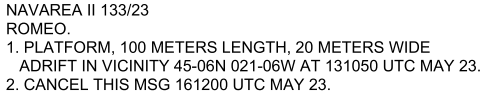 NAVAREA II 133/23
ROMEO.
1. PLATFORM, 100 METERS LENGTH, 20 METERS WIDE
ADRIFT IN VICINITY 45-06N 021-06W AT 131050 UTC MAY 23.
2. CANCEL THIS MSG 161200 UTC MAY 23.